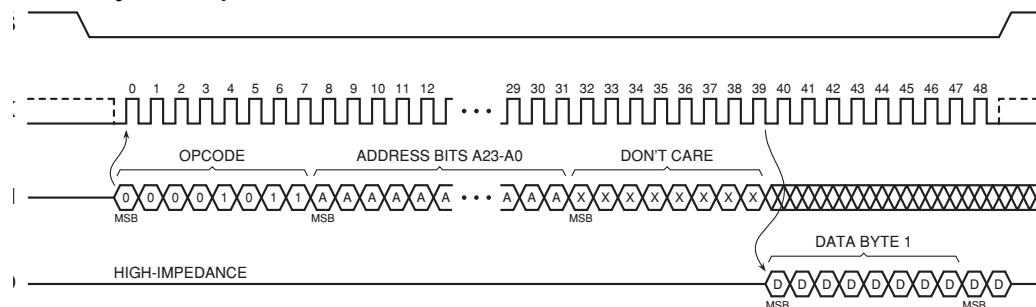 0 1 2 3 4 5 6 7 8 9 10 11 12 29 30 31 32 33 34 35 36 37 38 39 40 41 42 43 44 45 46 47 48
OPCODE ADDRESS BITS A23-A0 DON'T CARE
0 0 0 0 1 0 1 1 A A A A A A A A A X X X X X X X X
MSB MSB MSB
DATA BYTE 1
HIGH-IMPEDANCE
D D D D D D D D D D
MSB MSB